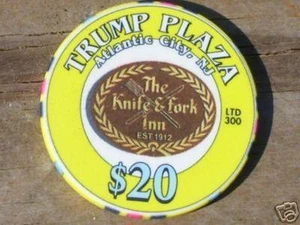 TRUMP PLAZA
Atlantic City, NJ
The
Knife & Fork
Inn
EST 1912
LTD
300
$20